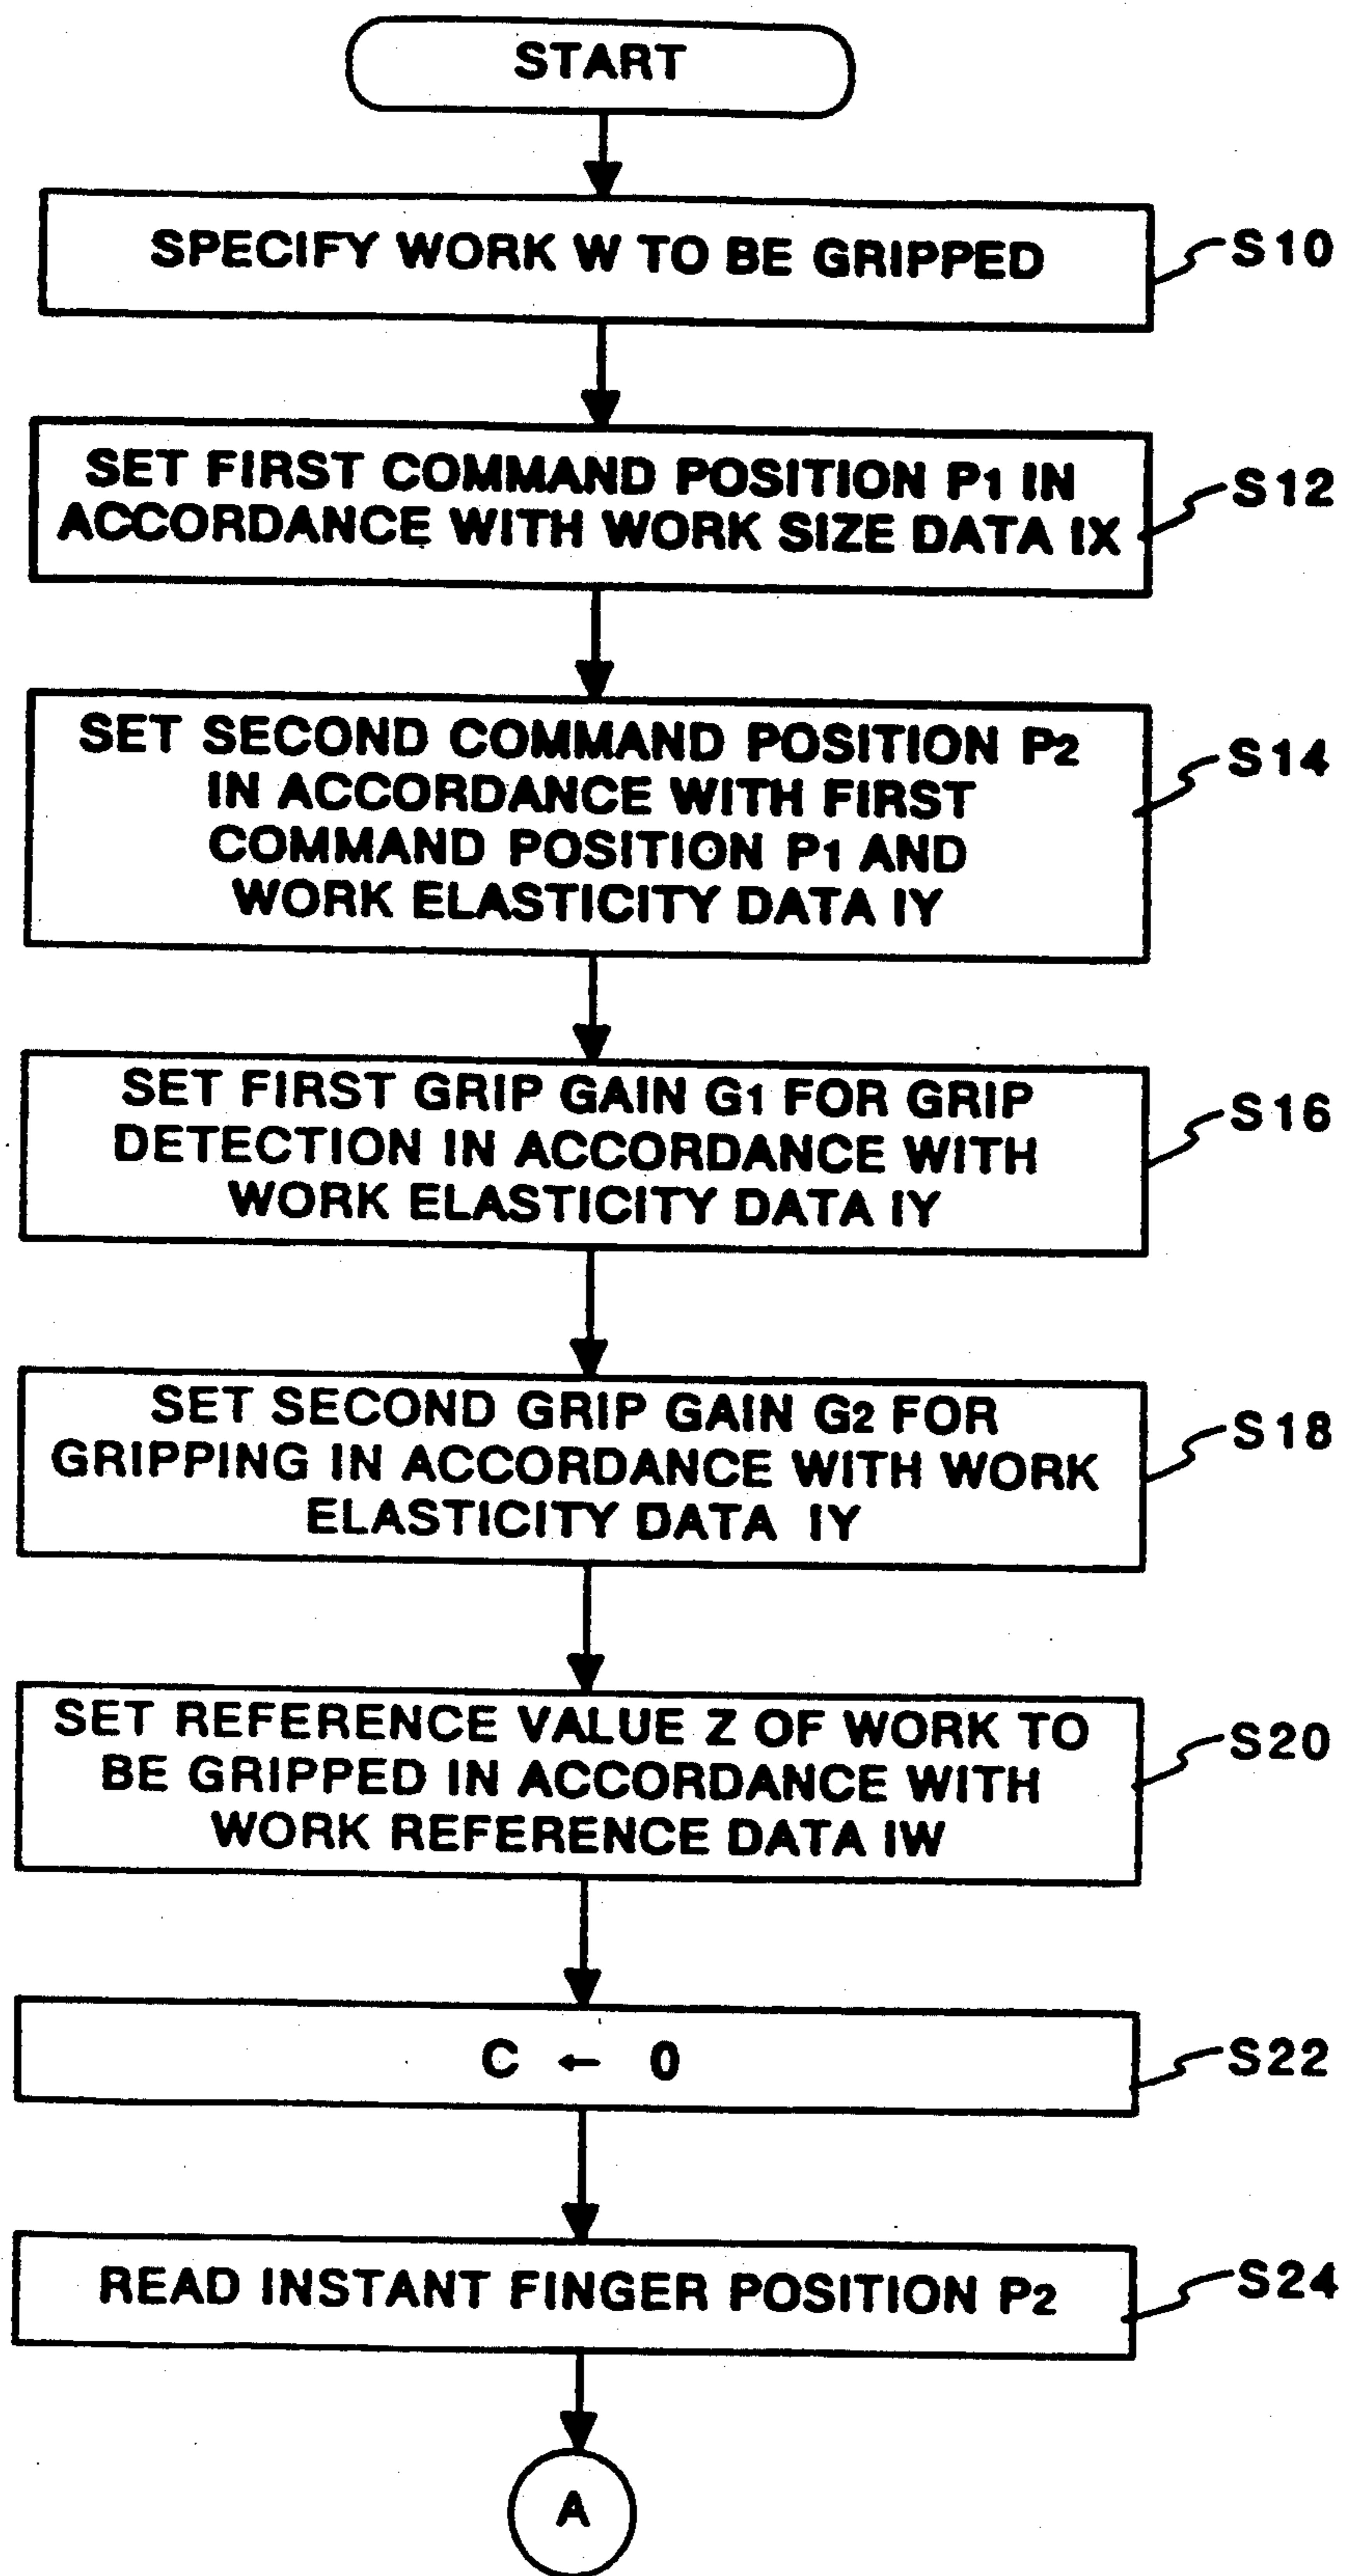 START
SPECIFY WORK W TO BE GRIPPED
S10
SET FIRST COMMAND POSITION P1 IN
ACCORDANCE WITH WORK SIZE DATA IX
S12
SET SECOND COMMAND POSITION P2
IN ACCORDANCE WITH FIRST
COMMAND POSITION P1 AND
WORK ELASTICITY DATA IY
S14
SET FIRST GRIP GAIN G1 FOR GRIP
DETECTION IN ACCORDANCE WITH
WORK ELASTICITY DATA IY
S16
SET SECOND GRIP GAIN G2 FOR
GRIPPING IN ACCORDANCE WITH WORK
ELASTICITY DATA IY
S18
SET REFERENCE VALUE Z OF WORK TO
BE GRIPPED IN ACCORDANCE WITH
WORK REFERENCE DATA IW
S20
C ← 0
S22
READ INSTANT FINGER POSITION P2
S24
A